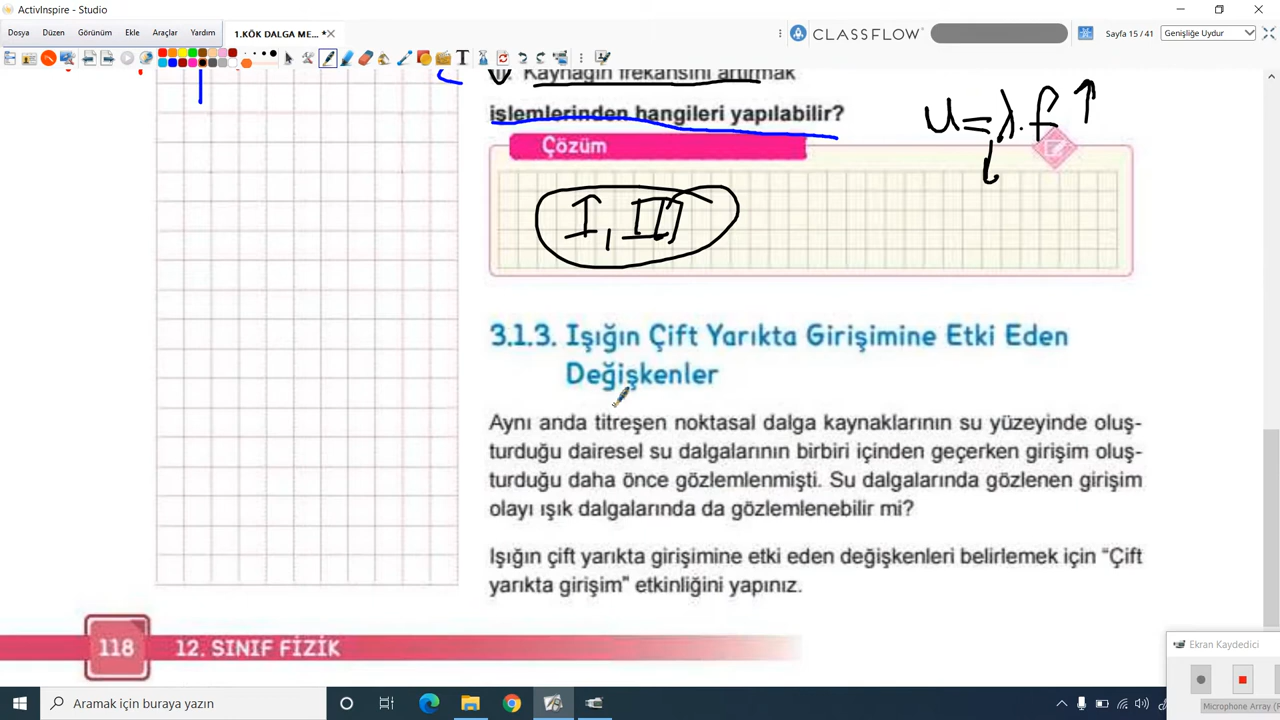 ActivInspire - Studio
Dosya Düzen Görünüm Ekle Araçlar Yardım
1.KÖK DALGA ME... *
CLASSFLOW
Sayfa 15 / 41
Genişliğe Uydur
Kaynağın frekansını artırmak
işlemlerinden hangileri yapılabilir?
υ=λ.f ↑
Çözüm
I, III
3.1.3. Işığın Çift Yarıkta Girişimine Etki Eden
Değişkenler
Aynı anda titreşen noktasal dalga kaynaklarının su yüzeyinde oluş-
turduğu dairesel su dalgalarının birbiri içinden geçerken girişim oluş-
turduğu daha önce gözlemlenmişti. Su dalgalarında gözlenen girişim
olayı ışık dalgalarında da gözlemlenebilir mi?
Işığın çift yarıkta girişimine etki eden değişkenleri belirlemek için “Çift
yarıkta girişim” etkinliğini yapınız.
118 12. SINIF FİZİK
Ekran Kaydedici
Microphone Array (R
Aramak için buraya yazın